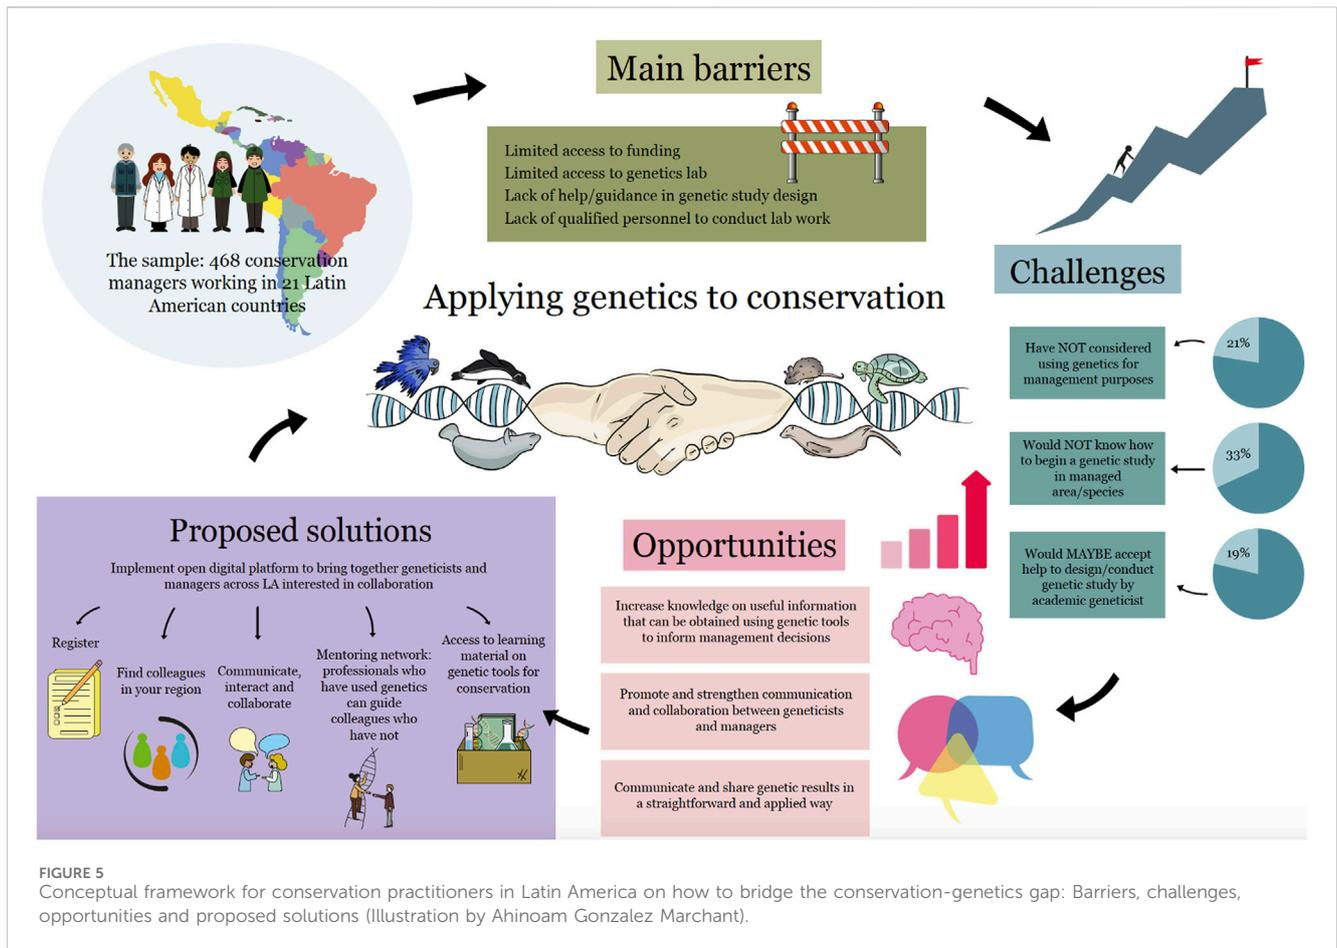 The sample: 468 conservation
managers working in 21 Latin
American countries
Main barriers
Limited access to funding
Limited access to genetics lab
Lack of help/guidance in genetic study design
Lack of qualified personnel to conduct lab work
Applying genetics to conservation
Challenges
Have NOT considered
using genetics for
management purposes
21%
Would NOT know how
to begin a genetic study
in managed
area/species
33%
Would MAYBE accept
help to design/conduct
genetic study by
academic geneticist
19%
Opportunities
Increase knowledge on useful information
that can be obtained using genetic tools
to inform management decisions
Promote and strengthen communication
and collaboration between geneticists
and managers
Communicate and share genetic results in
a straightforward and applied way
Proposed solutions
Implement open digital platform to bring together geneticists and
managers across LA interested in collaboration
Register
Find colleagues
in your region
Communicate,
interact and
collaborate
Mentoring network:
professionals who
have used genetics
can guide
colleagues who
have not
Access to learning
material on
genetic tools for
conservation
FIGURE 5
Conceptual framework for conservation practitioners in Latin America on how to bridge the conservation-genetics gap: Barriers, challenges,
opportunities and proposed solutions (Illustration by Ahinoam Gonzalez Marchant).